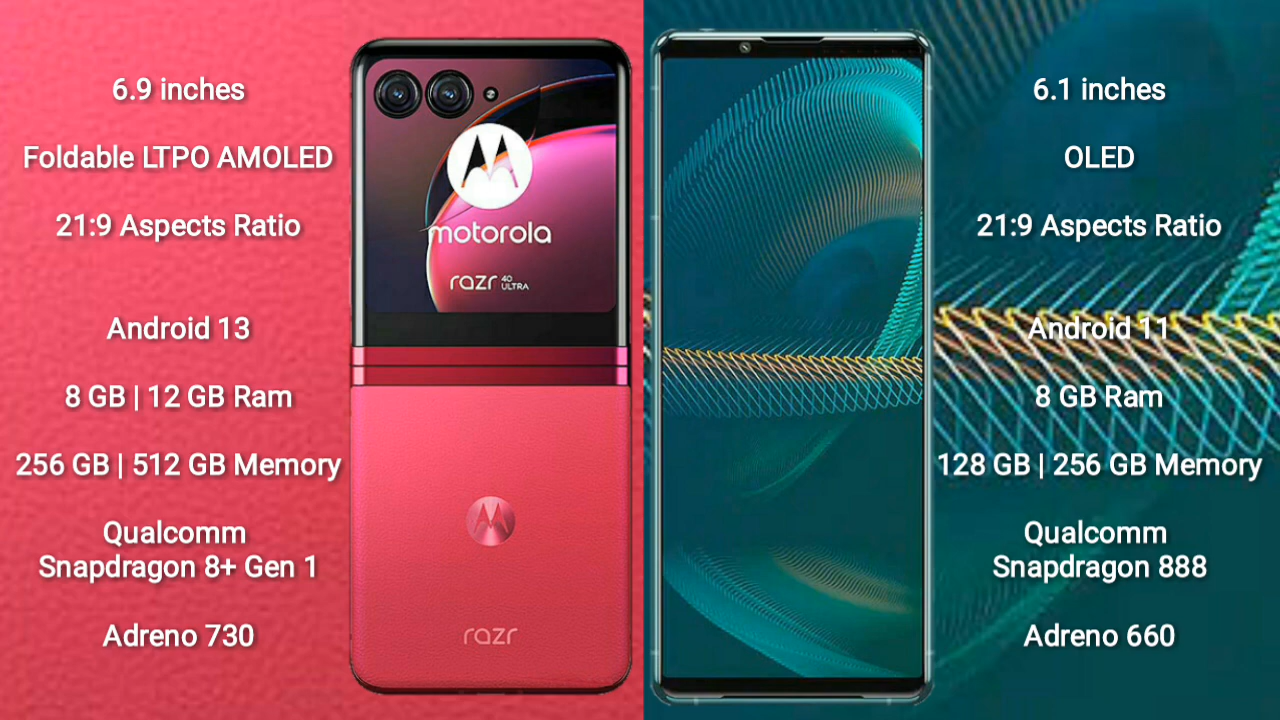 6.9 inches
Foldable LTPO AMOLED
21:9 Aspects Ratio
Android 13
8 GB | 12 GB Ram
256 GB | 512 GB Memory
Qualcomm
Snapdragon 8+ Gen 1
Adreno 730
motorola
razr 40
ULTRA
razr
6.1 inches
OLED
21:9 Aspects Ratio
Android 11
8 GB Ram
128 GB | 256 GB Memory
Qualcomm
Snapdragon 888
Adreno 660